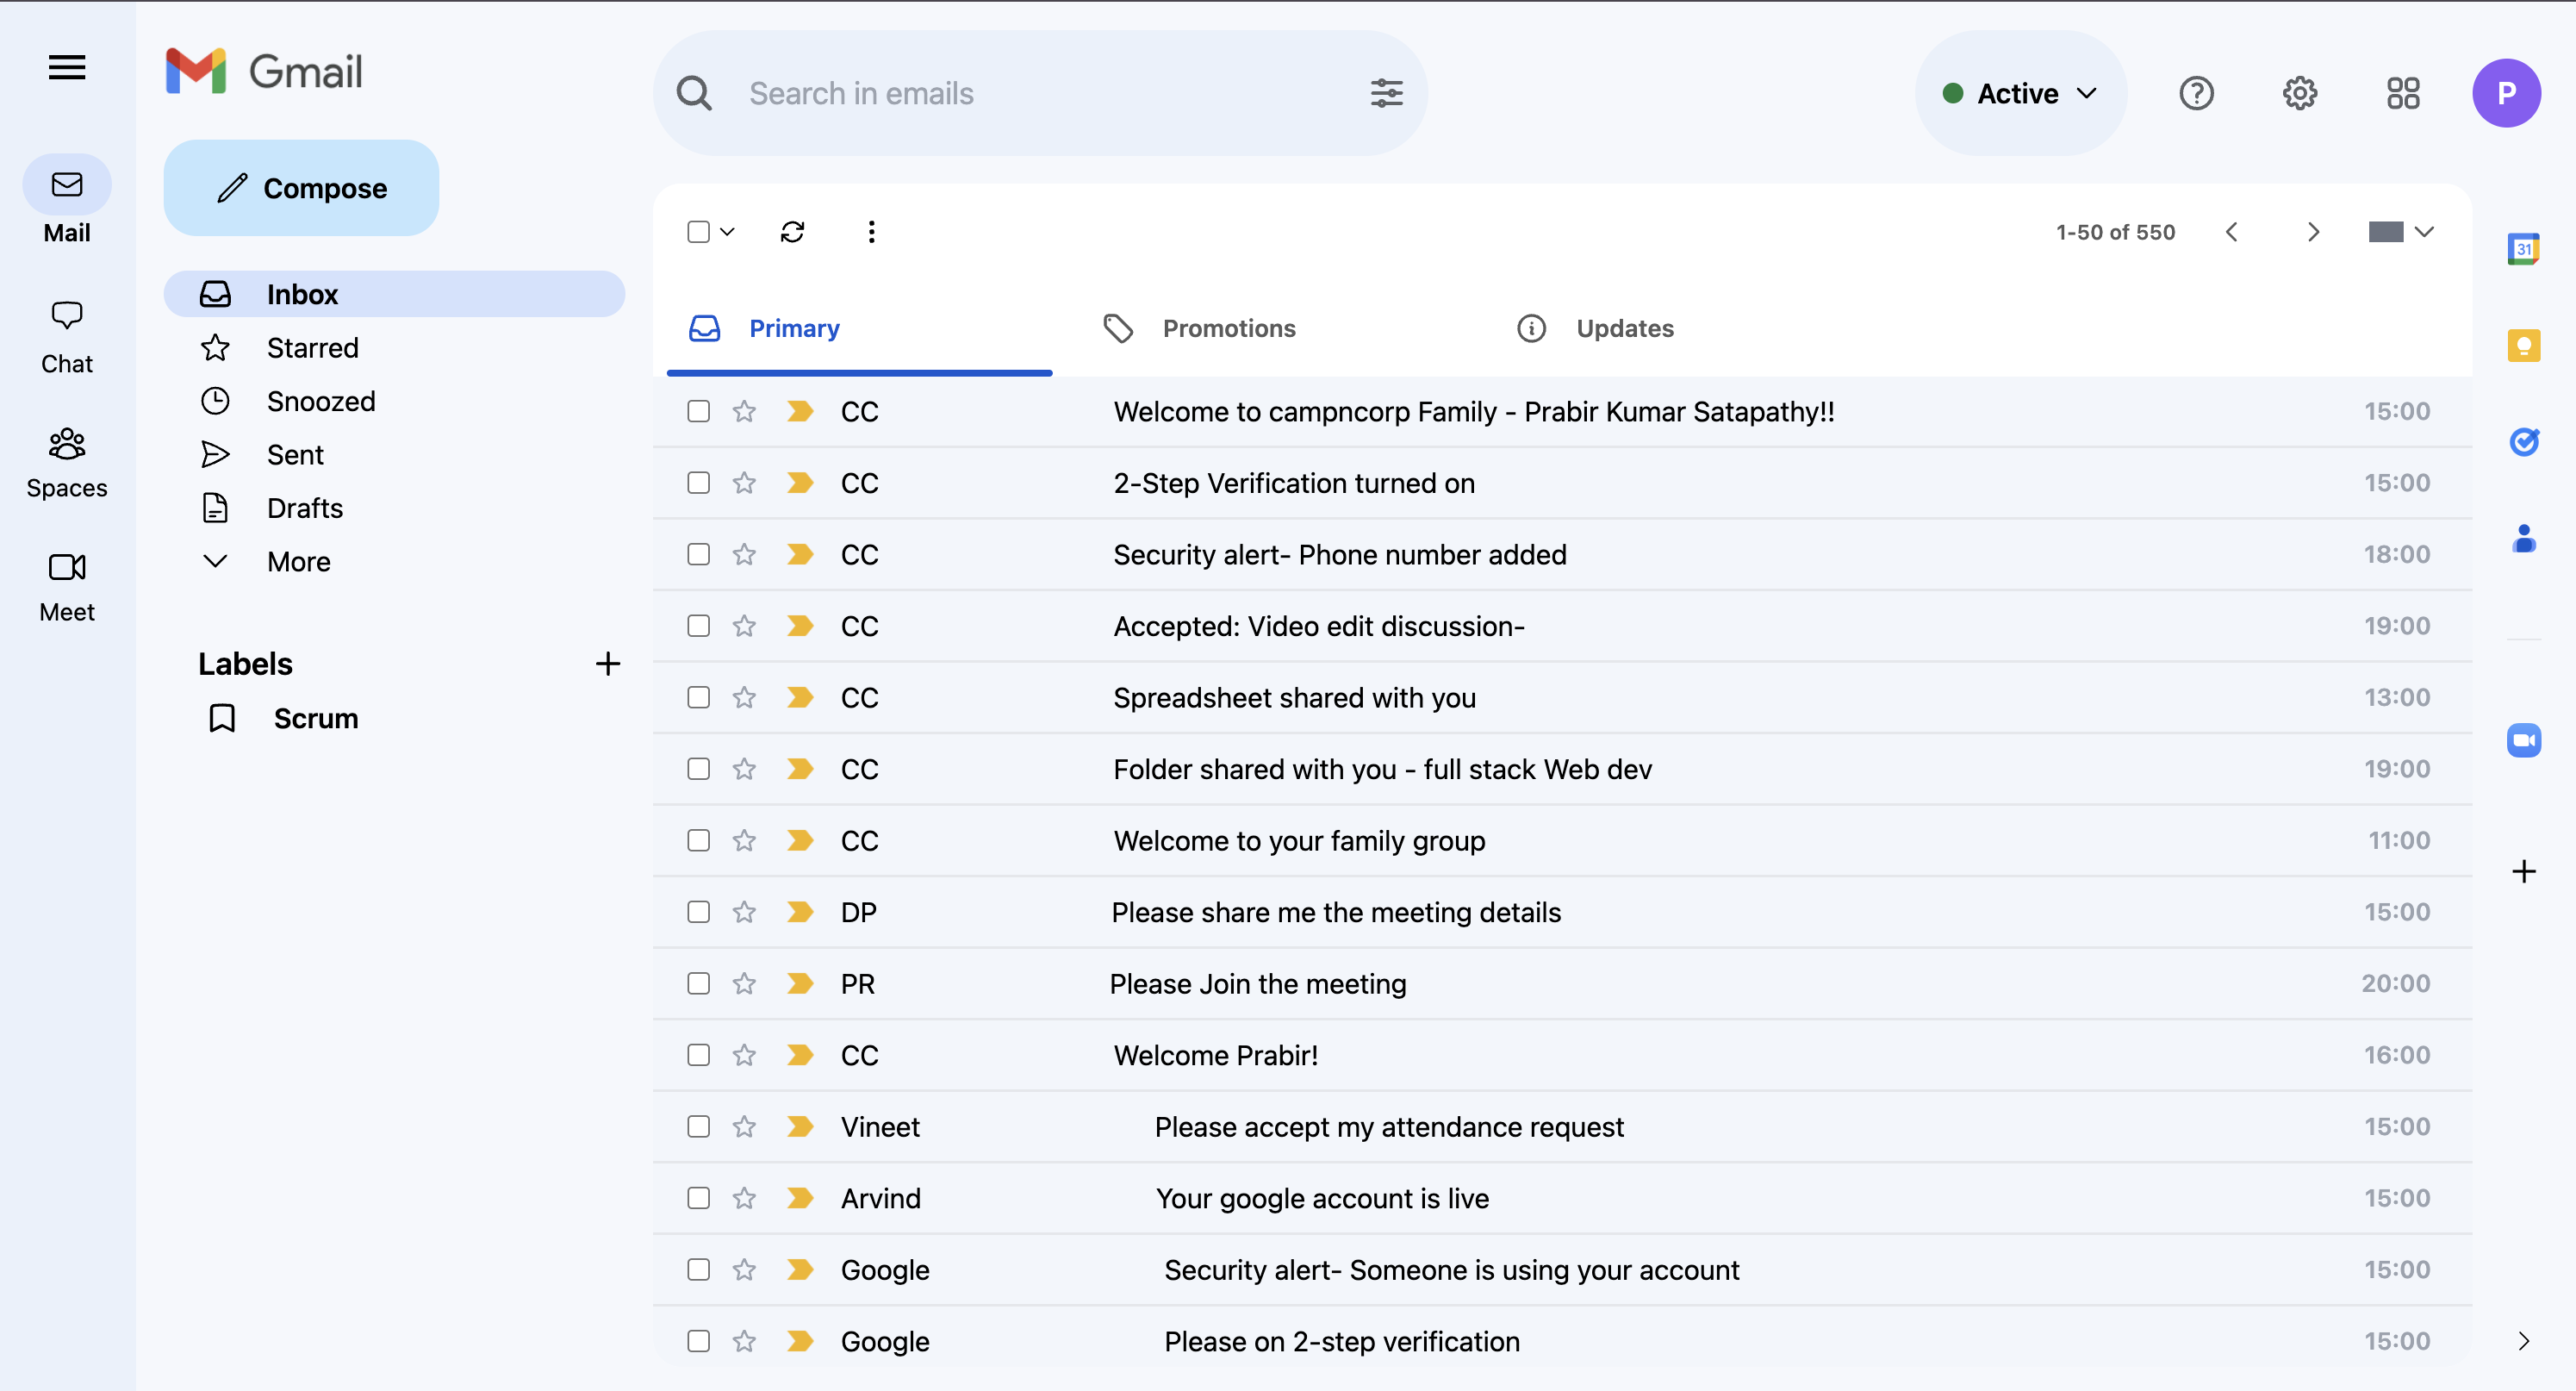 Gmail
Search in emails
Active
P
Mail
Chat
Spaces
Meet
Compose
Inbox
Starred
Snoozed
Sent
Drafts
More
Labels
Scrum
1-50 of 550
Primary
Promotions
Updates
CC Welcome to campncorp Family - Prabir Kumar Satapathy!! 15:00
CC 2-Step Verification turned on 15:00
CC Security alert- Phone number added 18:00
CC Accepted: Video edit discussion- 19:00
CC Spreadsheet shared with you 13:00
CC Folder shared with you - full stack Web dev 19:00
CC Welcome to your family group 11:00
DP Please share me the meeting details 15:00
PR Please Join the meeting 20:00
CC Welcome Prabir! 16:00
Vineet Please accept my attendance request 15:00
Arvind Your google account is live 15:00
Google Security alert- Someone is using your account 15:00
Google Please on 2-step verification 15:00
31